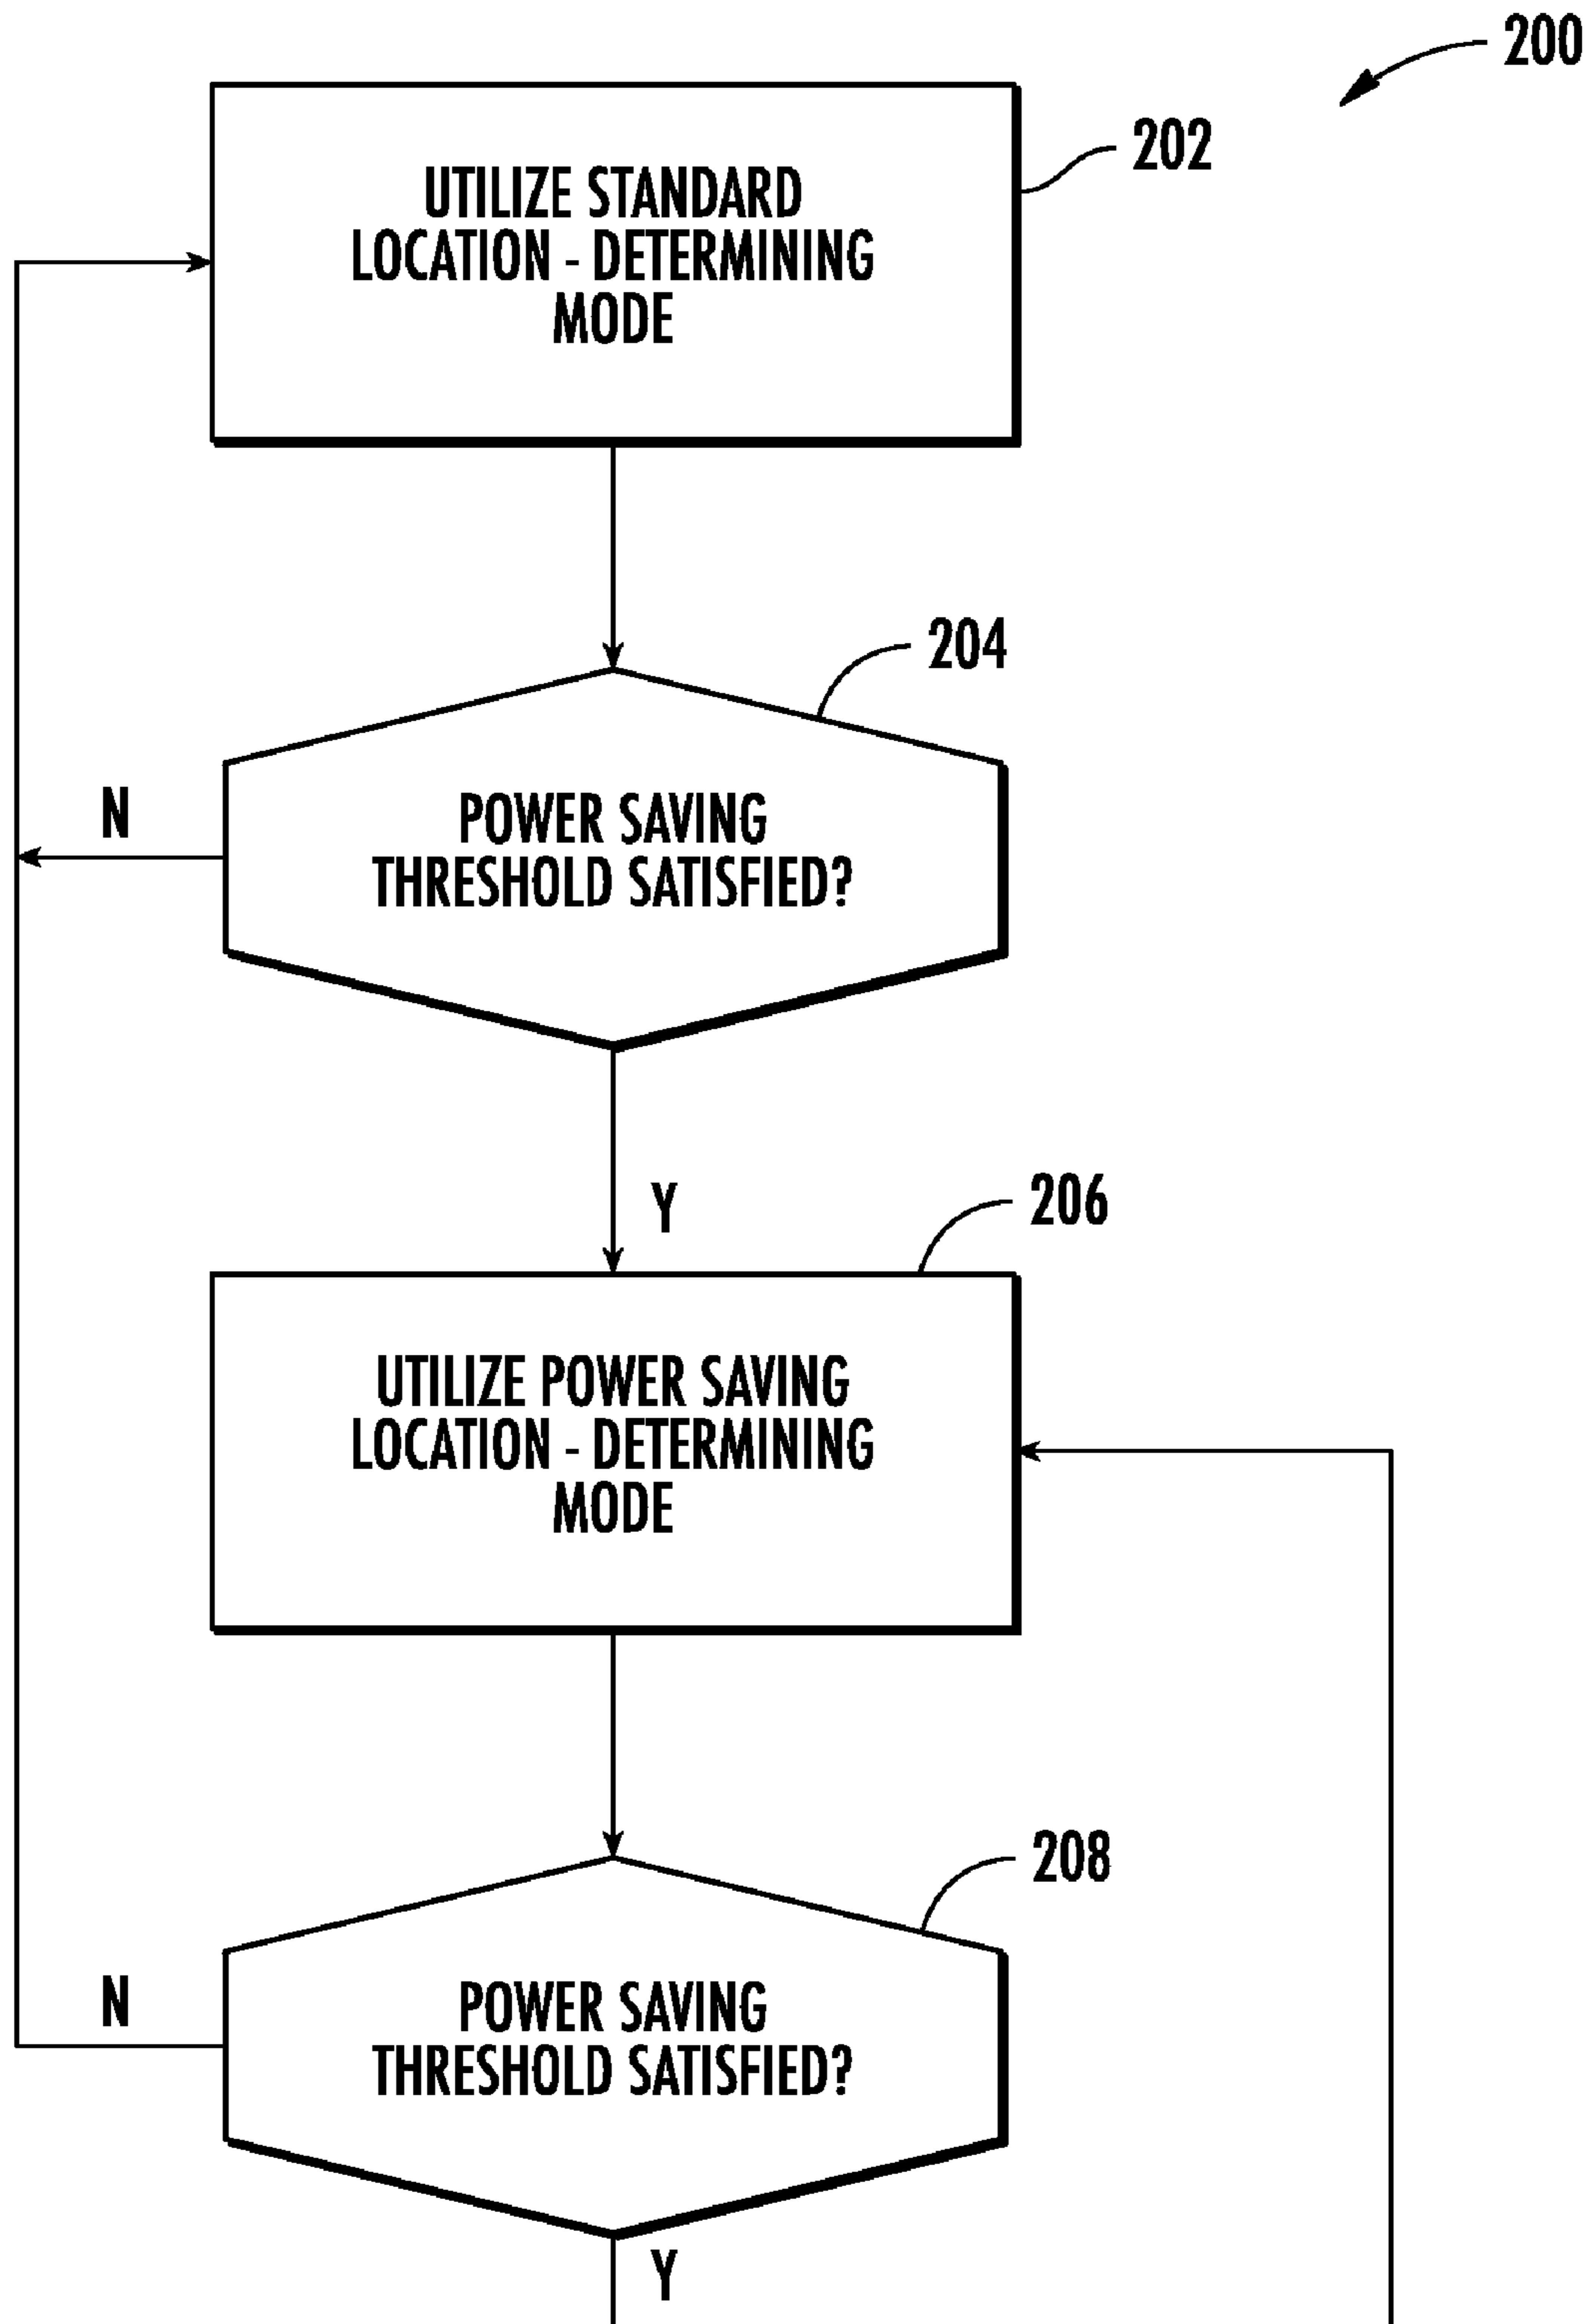 200
202
UTILIZE STANDARD
LOCATION - DETERMINING
MODE
204
N
POWER SAVING
THRESHOLD SATISFIED?
Y
206
UTILIZE POWER SAVING
LOCATION - DETERMINING
MODE
208
N
POWER SAVING
THRESHOLD SATISFIED?
Y